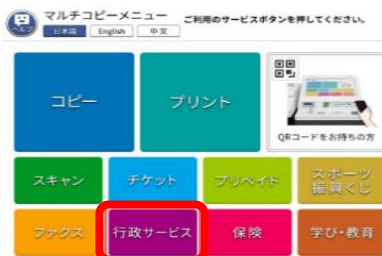 ヘルプ
マルチコピーメニュー
ご利用のサービスボタンを押してください。
日本語 English 中文
コピー
プリント
QRコードをお持ちの方
スキャン
チケット
プリペイド
スポーツ
振興くじ
ファクス
行政サービス
保険
学び・教育